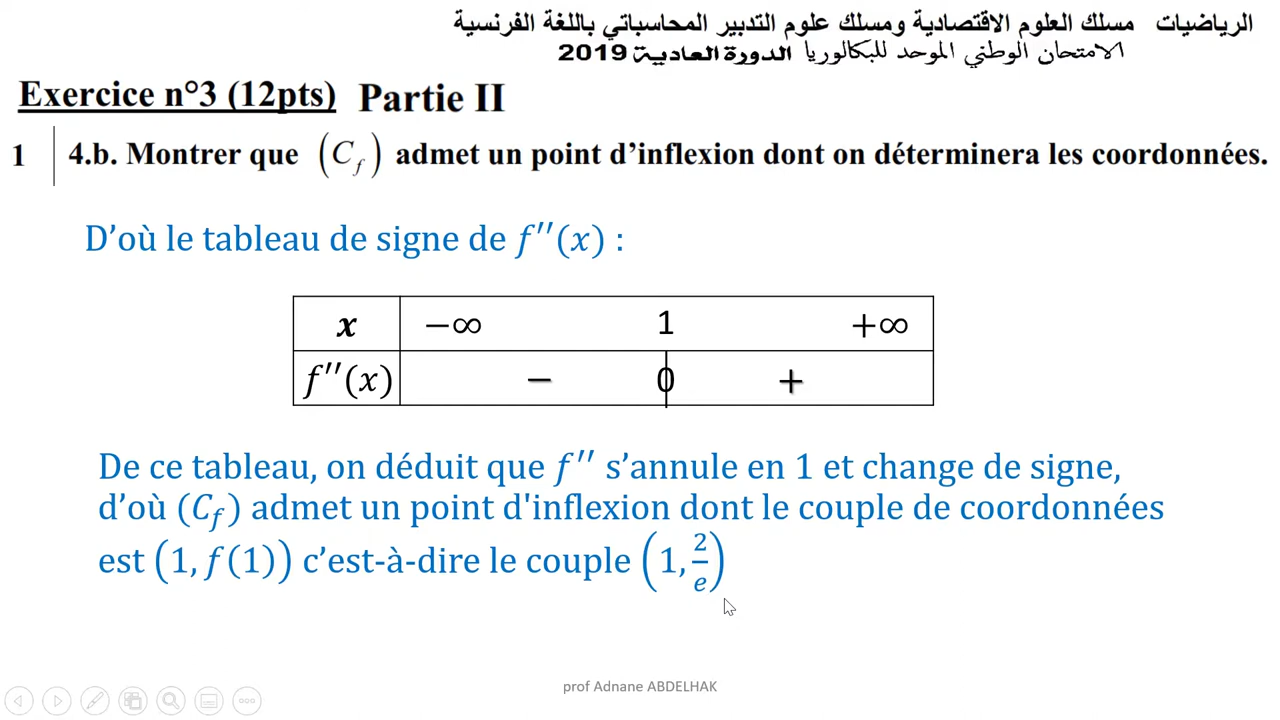 الرياضيات مسلك العلوم الاقتصادية ومسلك علوم التدبير المحاسباتي باللغة الفرنسية
الامتحان الوطني الموحد للبكالوريا الدورة العادية 2019
Exercice n°3 (12pts) Partie II
1 4.b. Montrer que (C_f) admet un point d’inflexion dont on déterminera les coordonnées.
D’où le tableau de signe de f′′(x) :
x −∞ 1 +∞
f′′(x) − 0 +
De ce tableau, on déduit que f′′ s’annule en 1 et change de signe,
d’où (C_f) admet un point d'inflexion dont le couple de coordonnées
est (1, f(1)) c’est-à-dire le couple (1, 2/e)
prof Adnane ABDELHAK